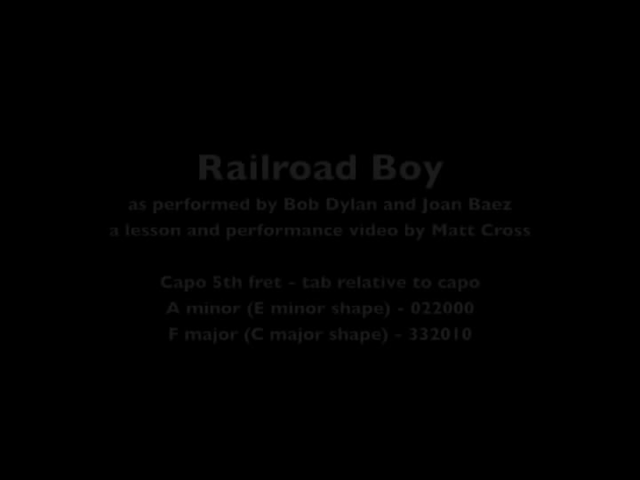 Railroad Boy
as performed by Bob Dylan and Joan Baez
a lesson and performance video by Matt Cross
Capo 5th fret - tab relative to capo
A minor (E minor shape) - 022000
F major (C major shape) - 332010